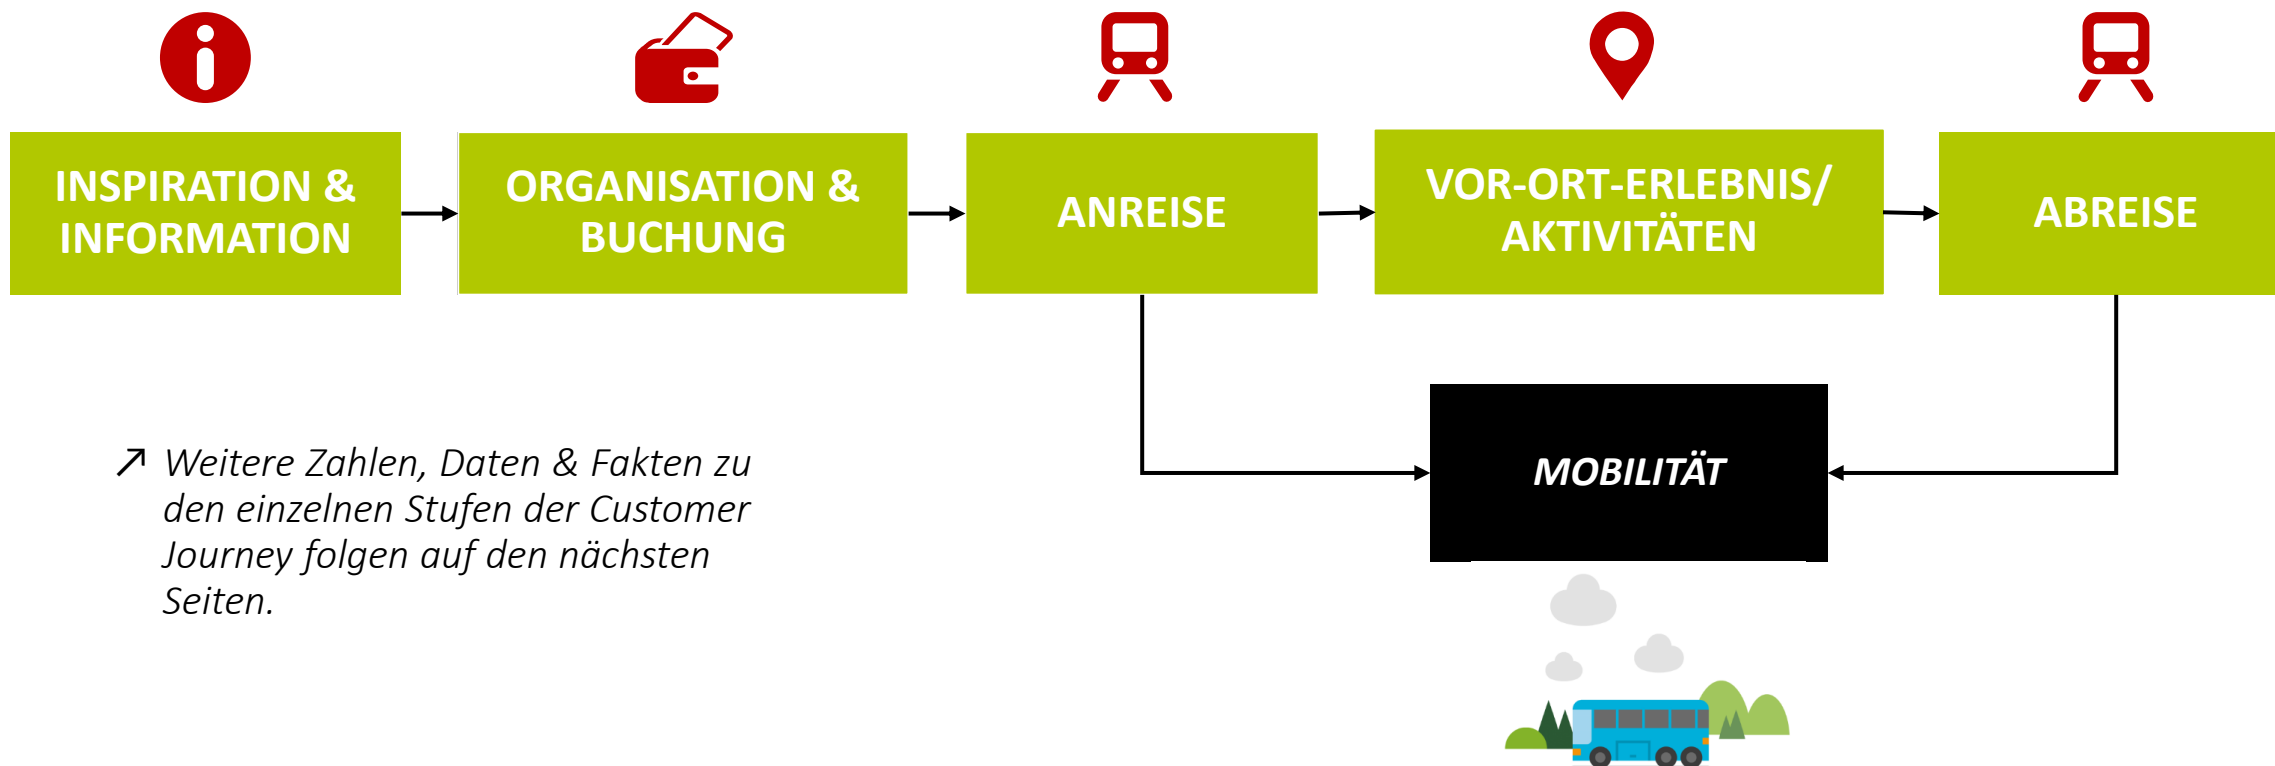 INSPIRATION &
INFORMATION
ORGANISATION &
BUCHUNG
ANREISE
VOR-ORT-ERLEBNIS/
AKTIVITÄTEN
ABREISE
MOBILITÄT
↗ Weitere Zahlen, Daten & Fakten zu
den einzelnen Stufen der Customer
Journey folgen auf den nächsten
Seiten.